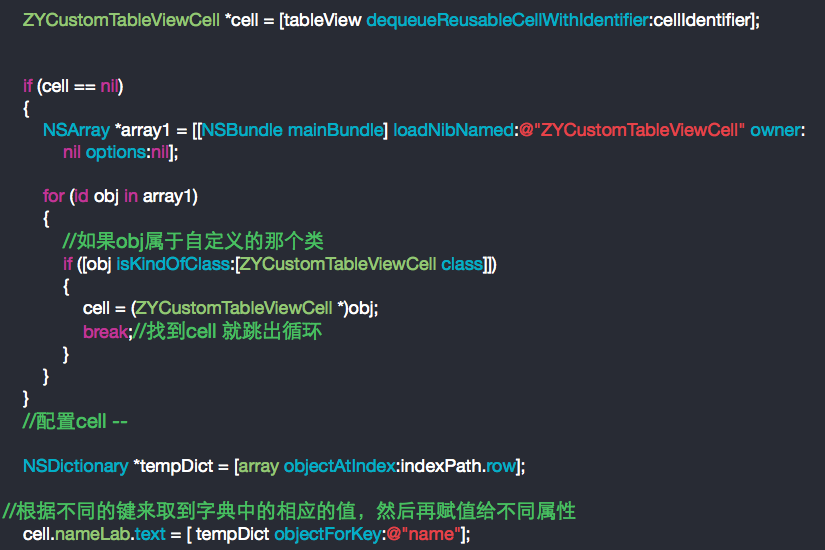 ZYCustomTableViewCell *cell = [tableView dequeueReusableCellWithIdentifier:cellIdentifier];
if (cell == nil)
{
NSArray *array1 = [[NSBundle mainBundle] loadNibNamed:@"ZYCustomTableViewCell" owner:
nil options:nil];
for (id obj in array1)
{
//如果obj属于自定义的那个类
if ([obj isKindOfClass:[ZYCustomTableViewCell class]])
{
cell = (ZYCustomTableViewCell *)obj;
break;//找到cell 就跳出循环
}
}
}
//配置cell --
NSDictionary *tempDict = [array objectAtIndex:indexPath.row];
//根据不同的键来取到字典中的相应的值，然后再赋值给不同属性
cell.nameLab.text = [ tempDict objectForKey:@"name"];